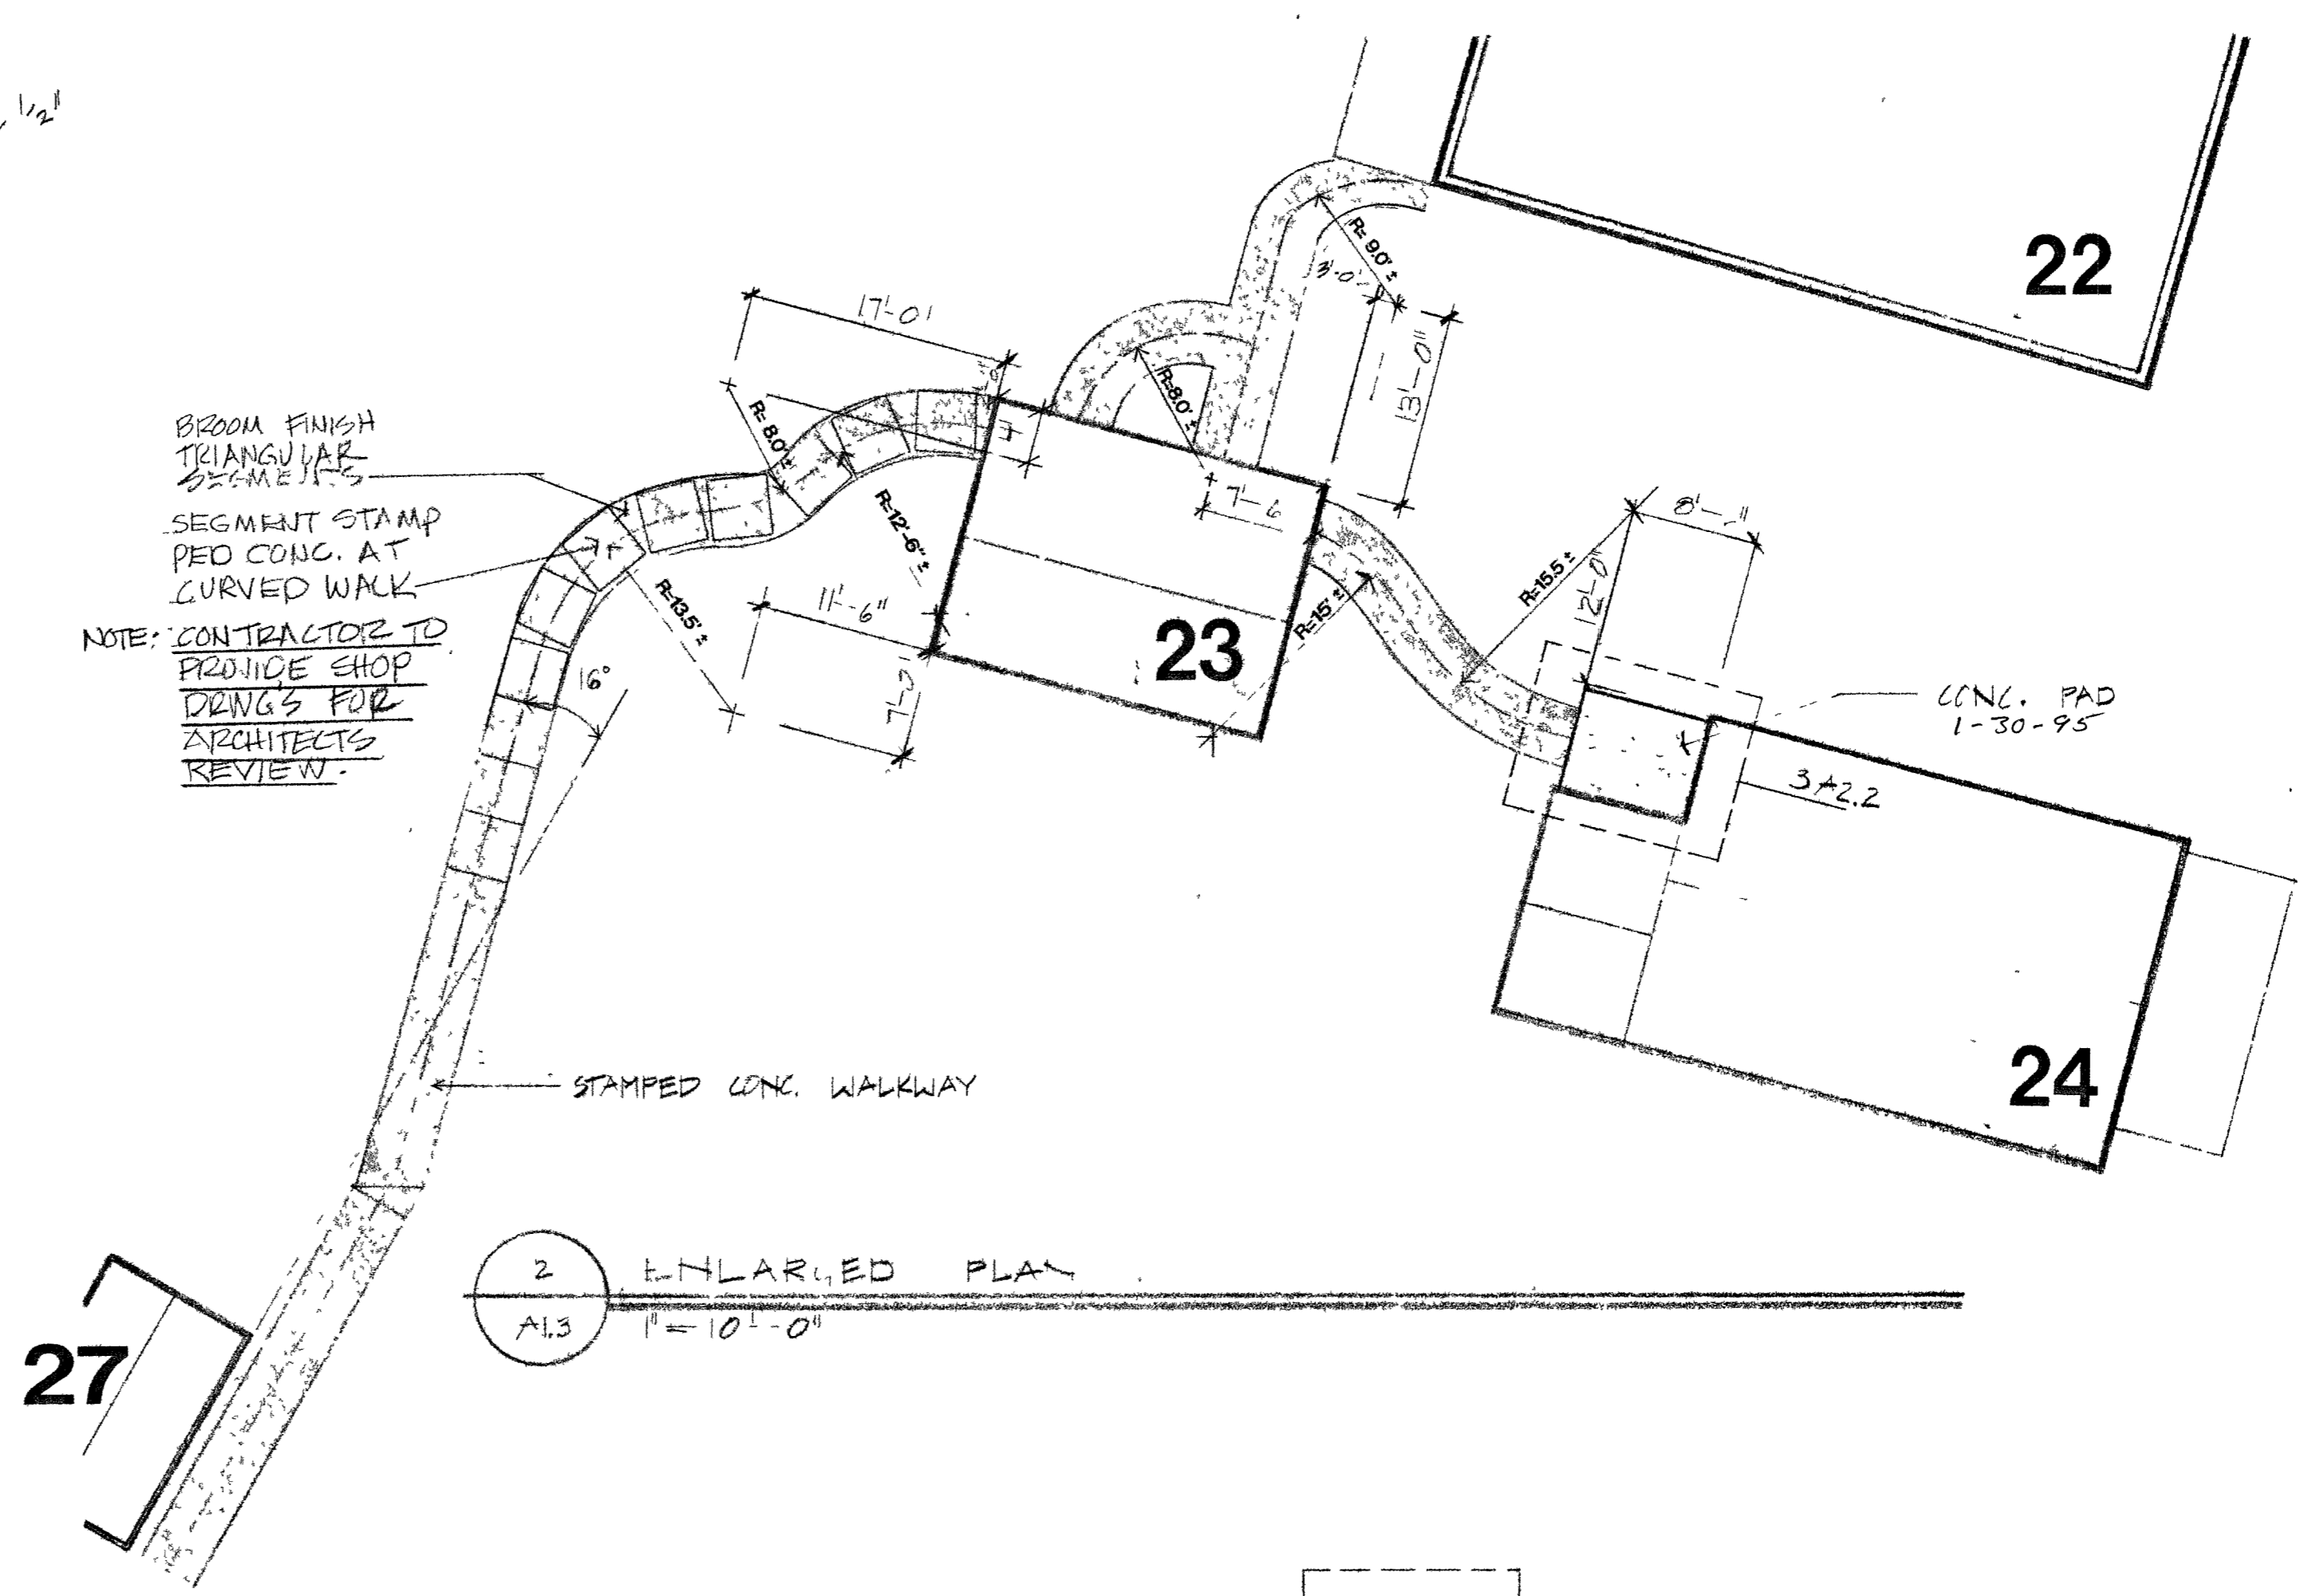 1/2"
22
R= 9.0' ±
3'-0"
17'-0"
13'-0"
R=8.0' ±
R= 8.0' ±
BROOM FINISH
TRIANGULAR
SEGMENTS
SEGMENT STAMP
PED CONC. AT
CURVED WALK
NOTE: CONTRACTOR TO
PROVIDE SHOP
DRWG'S FOR
ARCHITECTS
REVIEW.
R=12'-6" ±
7'-6
8'-
12'-0"
R=15.5' ±
R=15' ±
R=13.5' ±
11'-6"
7'-0"
23
16°
CONC. PAD
1-30-95
3 A2.2
24
STAMPED CONC. WALKWAY
2
A1.3
ENLARGED PLAN
1" = 10'-0"
27